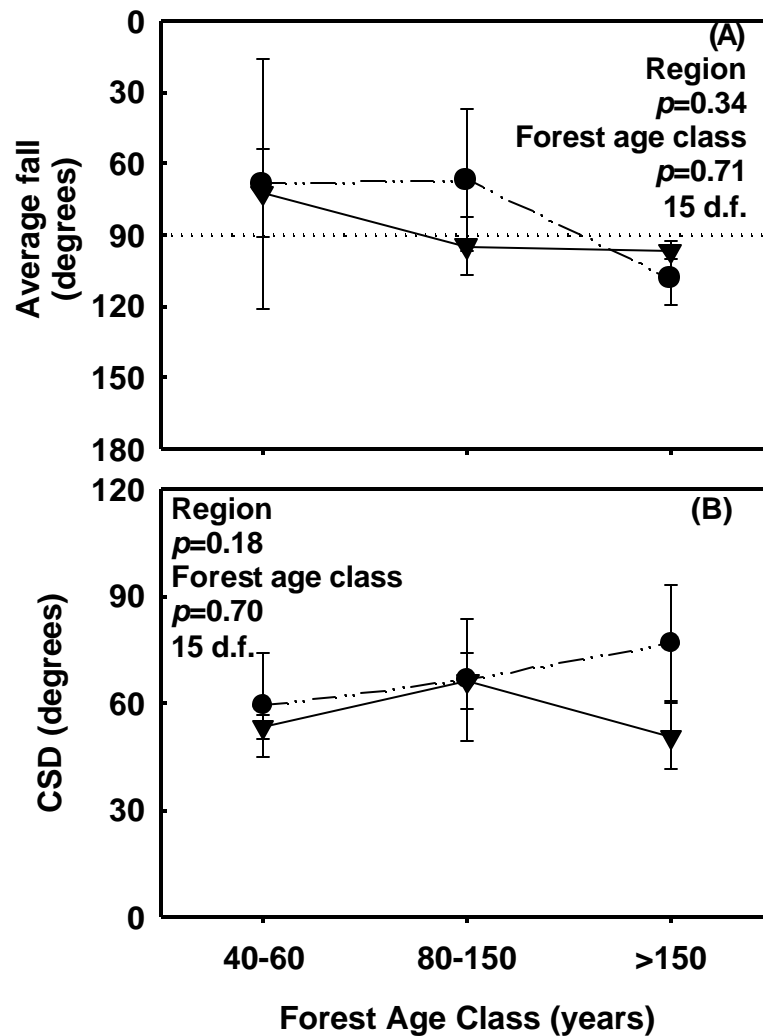 0
30
60
90
120
150
180
Average fall
(degrees)
(A)
Region
p=0.34
Forest age class
p=0.71
15 d.f.
120
90
60
30
0
CSD (degrees)
Region
p=0.18
Forest age class
p=0.70
15 d.f.
(B)
40-60 80-150 >150
Forest Age Class (years)